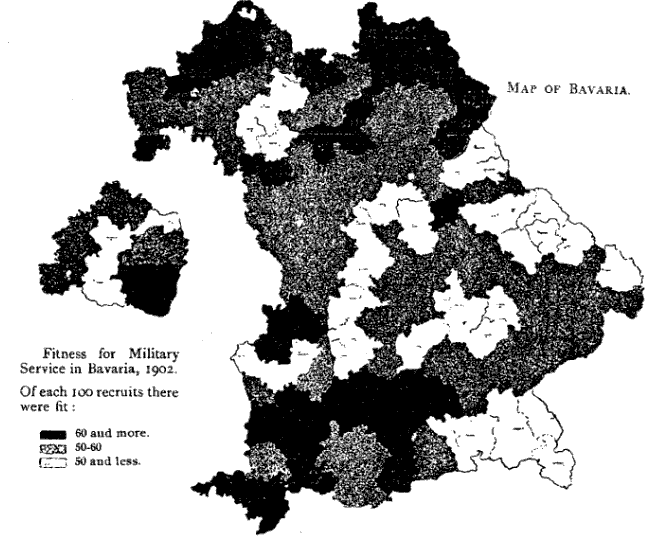 MAP OF BAVARIA.
Fitness for Military
Service in Bavaria, 1902.
Of each 100 recruits there
were fit:
60 and more.
50-60
50 and less.